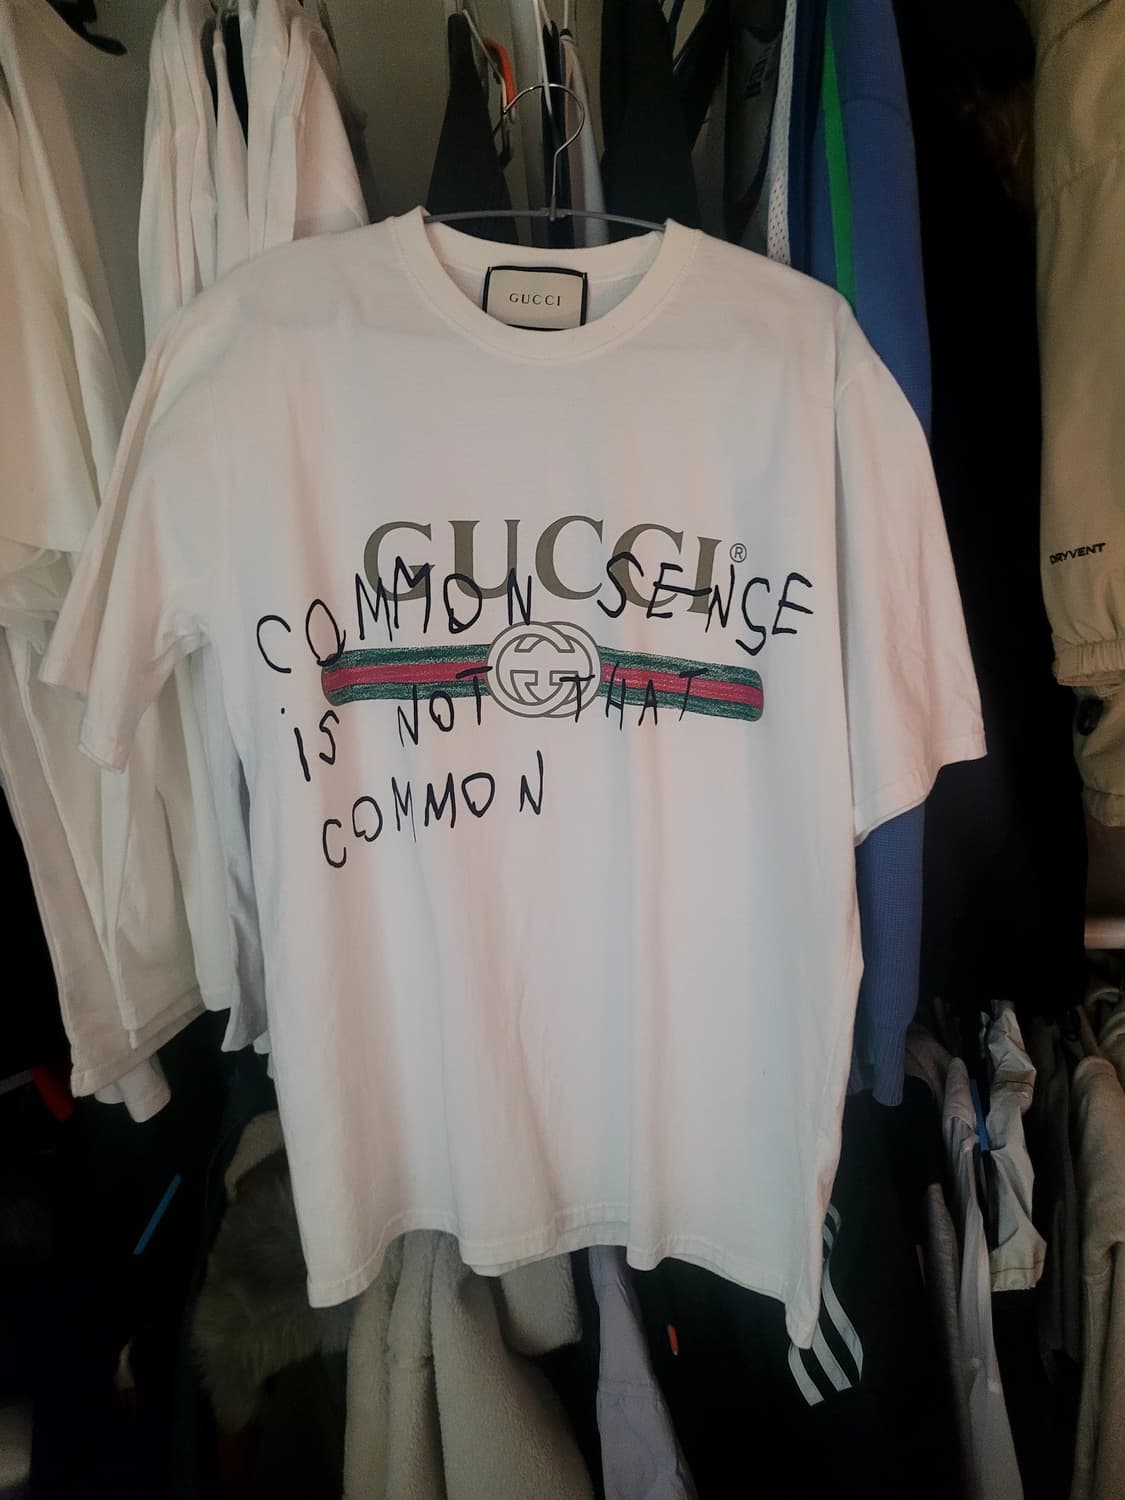 GUCCI
GUCCI®
COMMON SENSE
iS NOT THAT
COMMON
DRYVENT